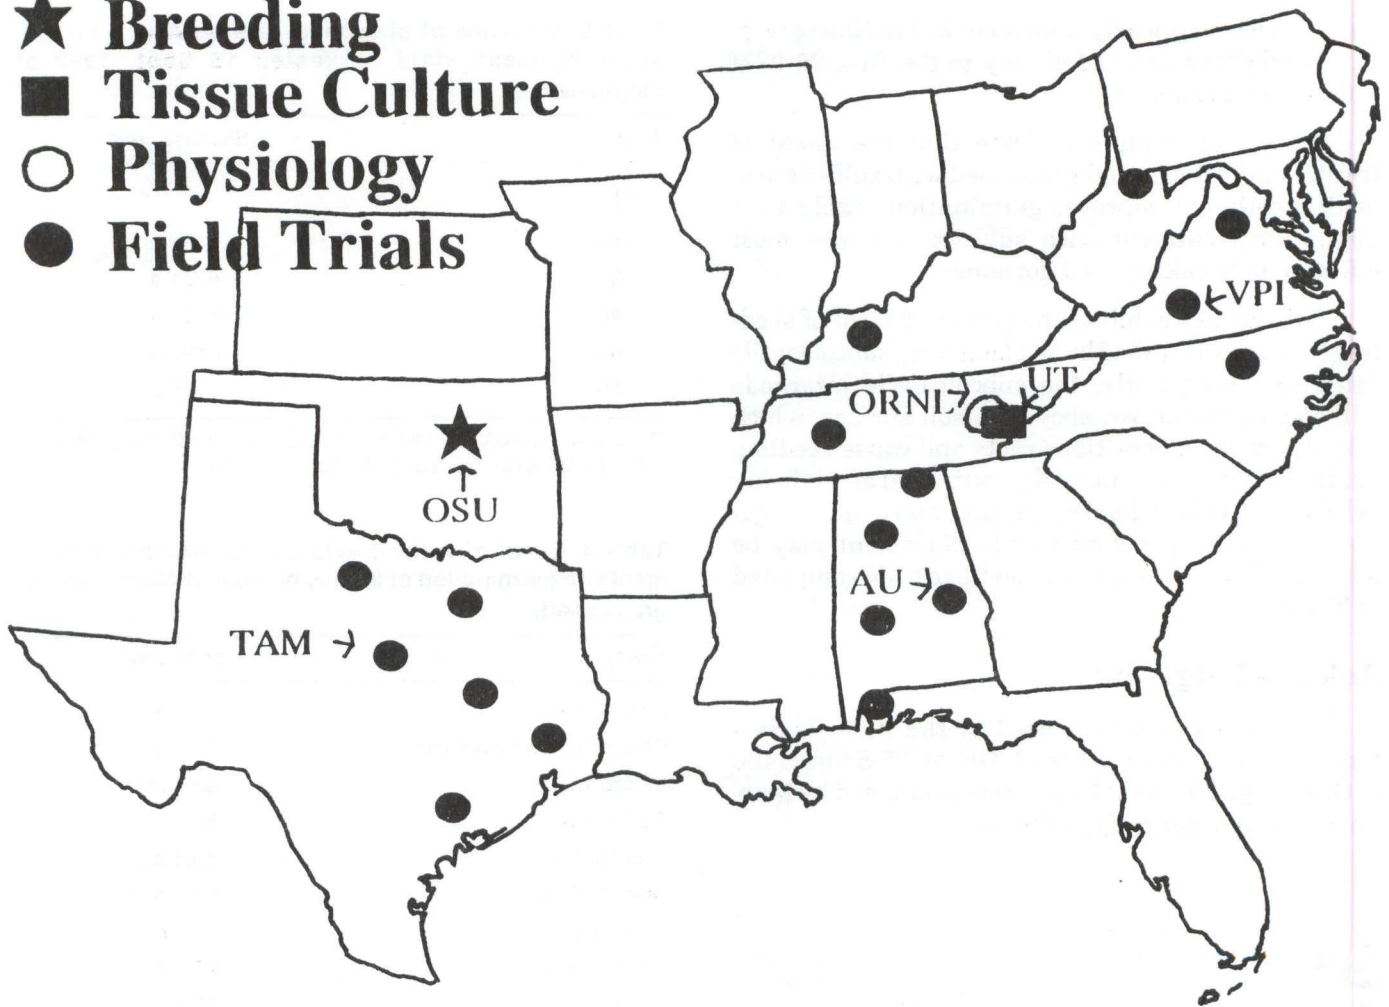 Breeding
Tissue Culture
Physiology
Field Trials
VPI
UT
ORNL
OSU
AU
TAM